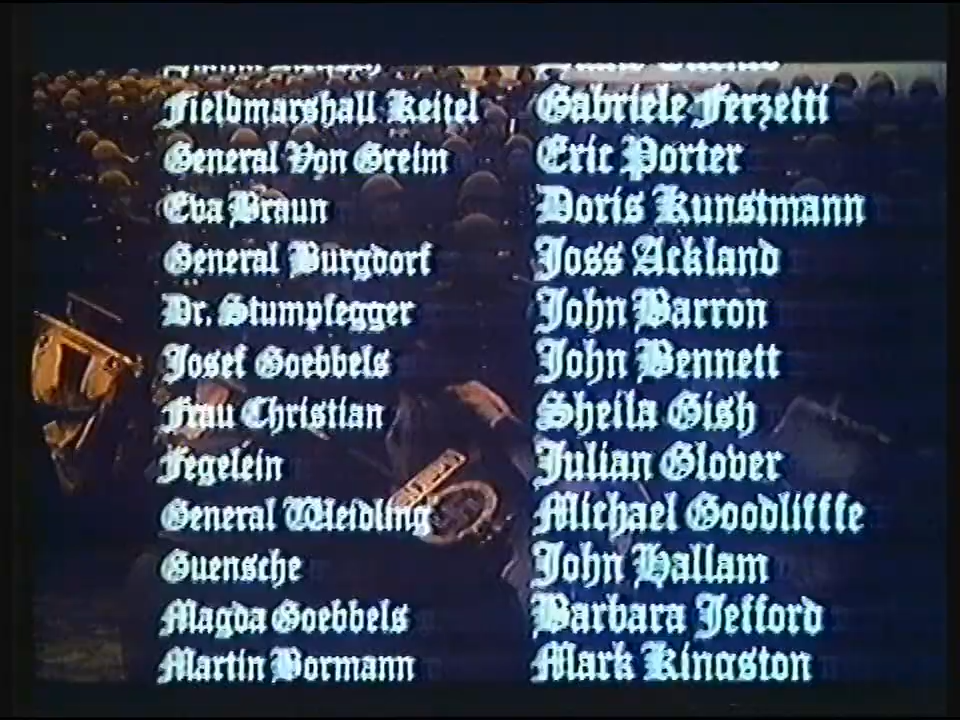 Fieldmarshall Keitel Gabriele Ferzetti
General Von Greim Eric Porter
Eva Braun Doris Kunstmann
General Burgdorf Joss Ackland
Dr. Stumpfegger John Barron
Josef Goebbels John Bennett
Frau Christian Sheila Gish
Fegelein Julian Glover
General Weidling Michael Goodliffe
Guensche John Hallam
Magda Goebbels Barbara Jefford
Martin Bormann Mark Kingston